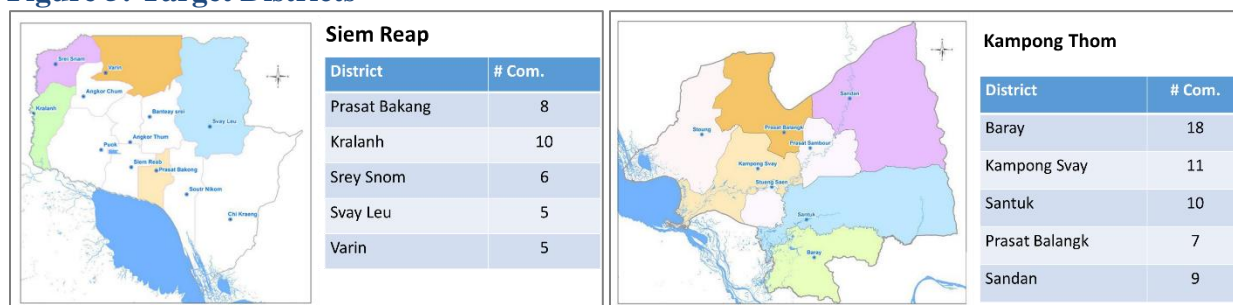 Figure 3: Target Districts
Srei Snam
Varin
Angkor Chum
Kralanh
Banteay srei
Svay Leu
Angkor Thum
Puok
Siem Reab
Prasat Bakong
Soutr Nikom
Chi Kraeng
Siem Reap
District # Com.
Prasat Bakang 8
Kralanh 10
Srey Snom 6
Svay Leu 5
Varin 5
Sandan
Stoung
Prasat Balangk
Prasat Sambour
Kampong Svay
Stueng Saen
Santuk
Baray
Kampong Thom
District # Com.
Baray 18
Kampong Svay 11
Santuk 10
Prasat Balangk 7
Sandan 9